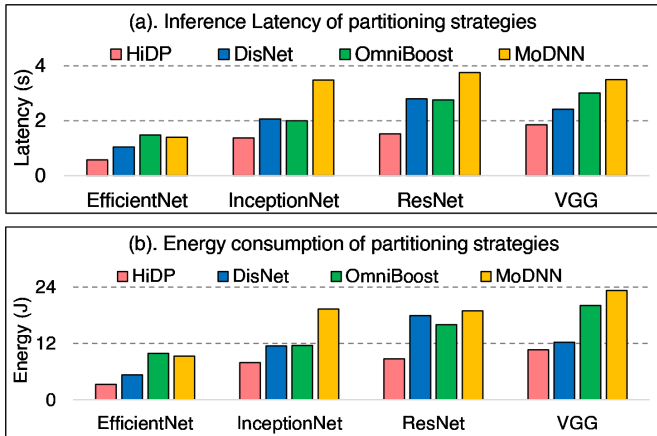 (a). Inference Latency of partitioning strategies
HiDP DisNet OmniBoost MoDNN
Latency (s)
4
2
0
EfficientNet InceptionNet ResNet VGG
(b). Energy consumption of partitioning strategies
HiDP DisNet OmniBoost MoDNN
Energy (J)
24
12
0
EfficientNet InceptionNet ResNet VGG